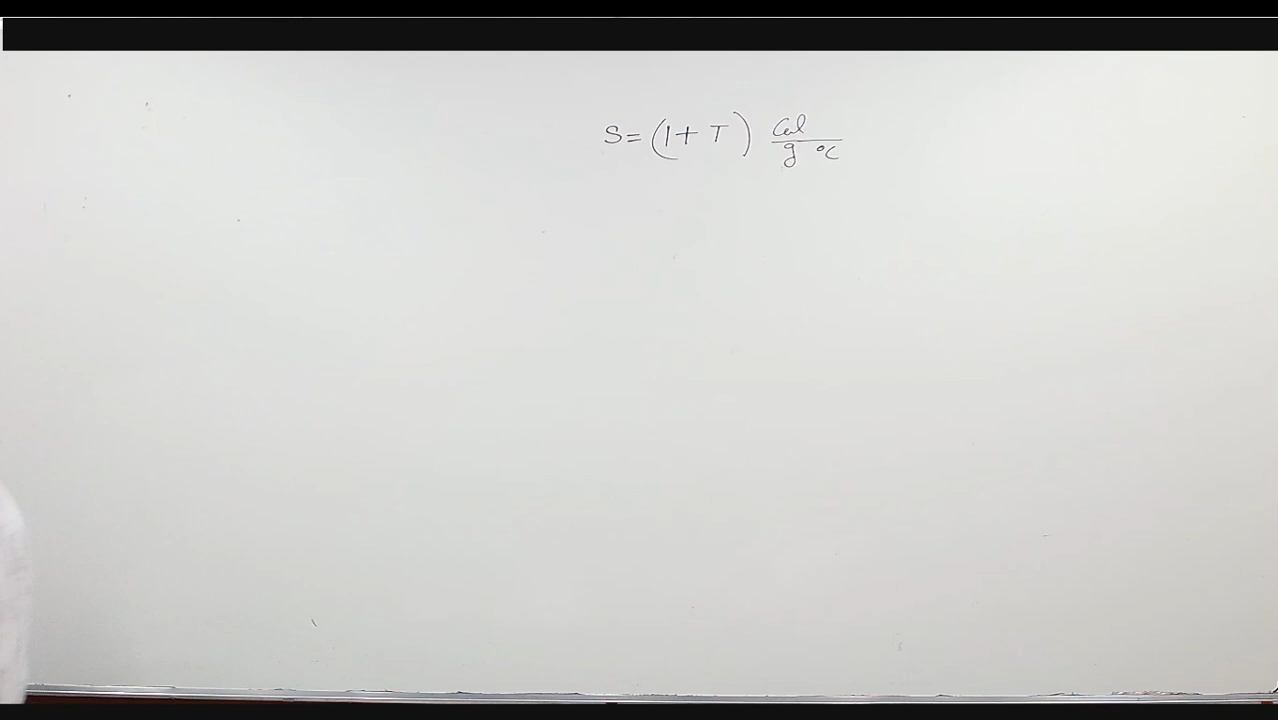 S = (1 + T) Cal / g °C